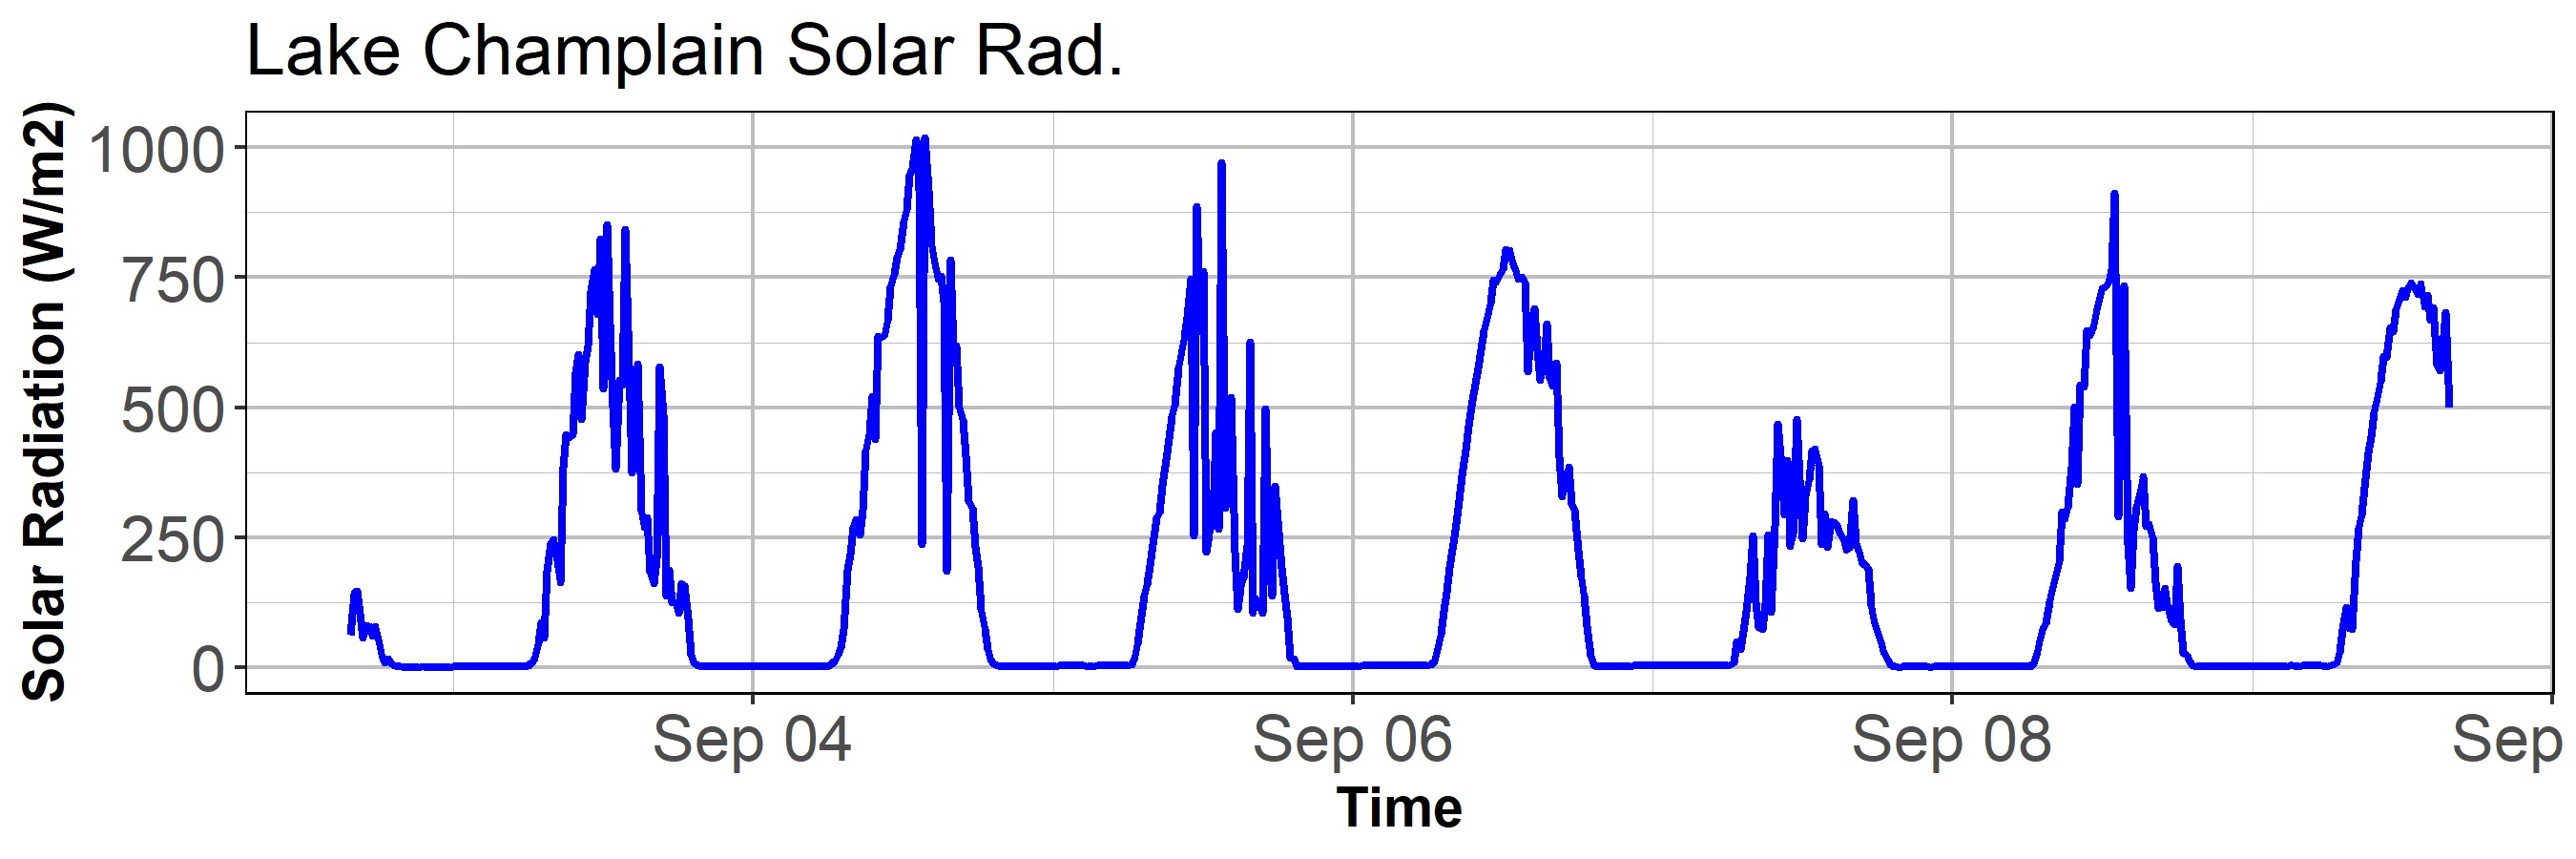 Lake Champlain Solar Rad.
Solar Radiation (W/m2)
1000
750
500
250
0
Sep 04 Sep 06 Sep 08 Sep
Time